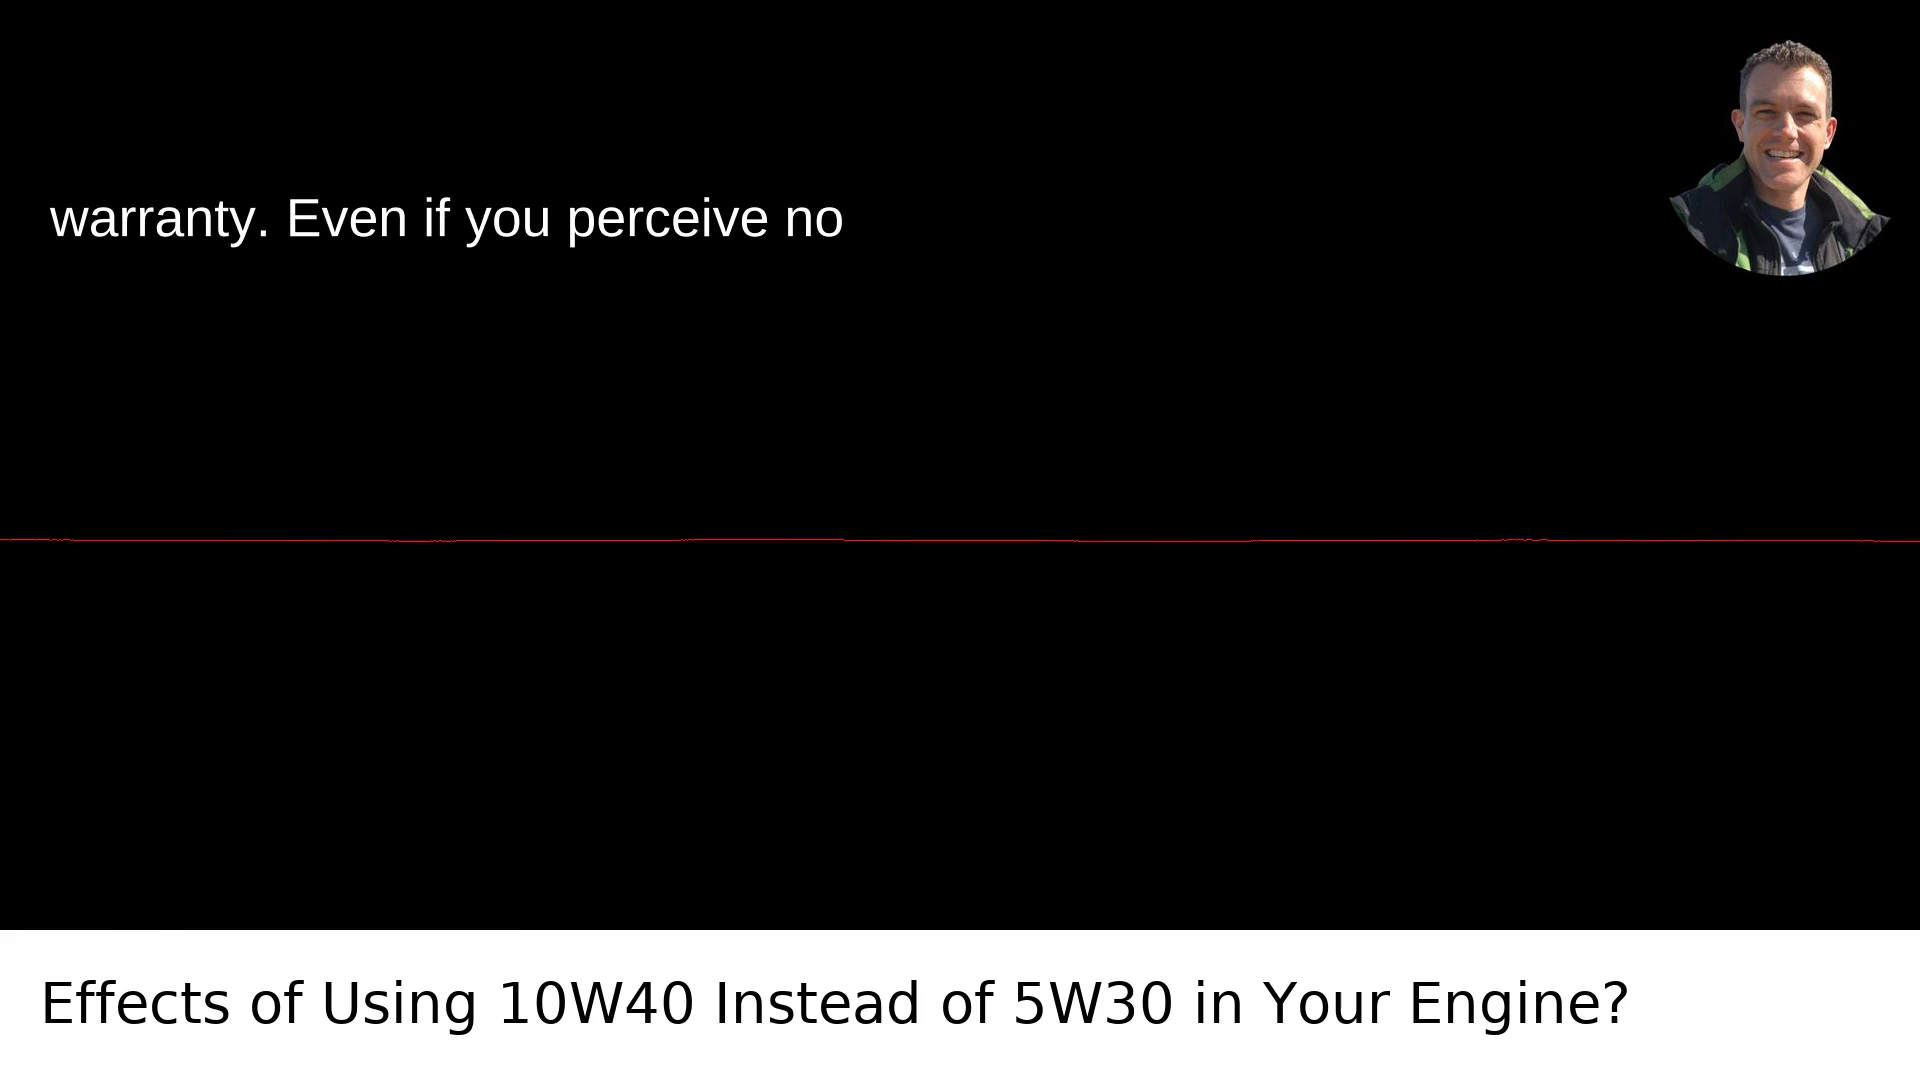 warranty. Even if you perceive no
Effects of Using 10W40 Instead of 5W30 in Your Engine?